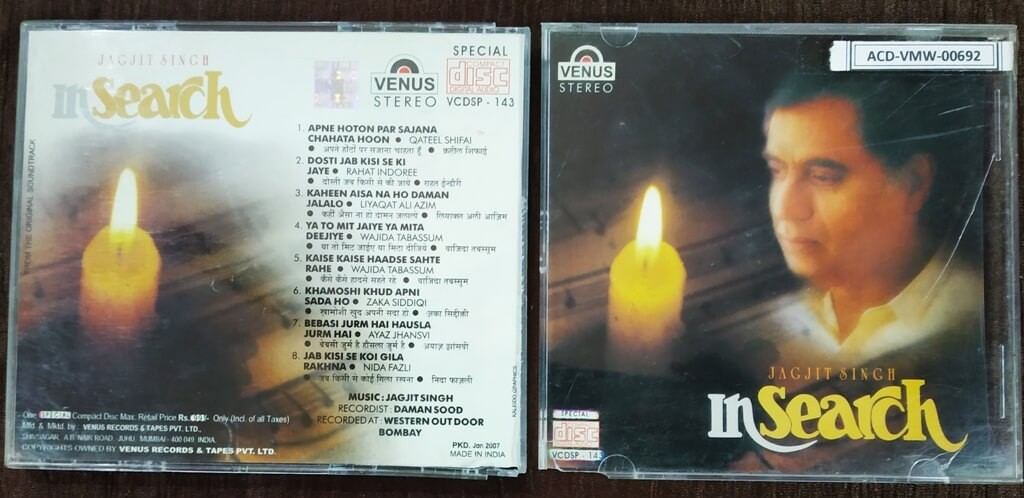 JAGJIT SINGH
InSearch
FROM THE ORIGINAL SOUNDTRACK
VENUS
STEREO
SPECIAL
COMPACT
disc
DIGITAL AUDIO
VCDSP - 143
1. APNE HOTON PAR SAJANA
CHAHATA HOON ● QATEEL SHIFAI
● अपने होंठों पर सजाना चाहता हूँ ● क़तील शिफाई
2. DOSTI JAB KISI SE KI
JAYE ● RAHAT INDOREE
● दोस्ती जब किसी से की जाये ● राहत इन्दौरी
3. KAHEEN AISA NA HO DAMAN
JALALO ● LIYAQAT ALI AZIM
● कहीं ऐसा ना हो दामन जलालो ● लियाक़त अली आज़िम
4. YA TO MIT JAIYE YA MITA
DEEJIYE ● WAJIDA TABASSUM
● या तो मिट जाईए या मिटा दीजिये ● वाजिदा तबस्सुम
5. KAISE KAISE HAADSE SAHTE
RAHE ● WAJIDA TABASSUM
● कैसे कैसे हादसे सहते रहे ● वाजिदा तबस्सुम
6. KHAMOSHI KHUD APNI
SADA HO ● ZAKA SIDDIQI
● ख़ामोशी खुद अपनी सदा हो ● ज़का सिद्दीक़ी
7. BEBASI JURM HAI HAUSLA
JURM HAI ● AYAZ JHANSVI
● बेबसी जुर्म है हौसला जुर्म है ● अयाज़ झांसवी
8. JAB KISI SE KOI GILA
RAKHNA ● NIDA FAZLI
● जब किसी से कोई गिला रखना ● निदा फाज़ली
MUSIC : JAGJIT SINGH
RECORDIST : DAMAN SOOD
RECORDED AT : WESTERN OUTDOOR
BOMBAY
One SPECIAL Compact Disc Max. Retail Price Rs. /- Only (Incl. of all Taxes)
Mfd & Mktd. by : VENUS RECORDS & TAPES PVT. LTD.,
SHIVSAGAR, A.B. NAIR ROAD, JUHU, MUMBAI - 400 049. INDIA.
COPYRIGHTS OWNED BY VENUS RECORDS & TAPES PVT. LTD.
PKD. Jan 2007
MADE IN INDIA
KALEIDO GRAPHICS
VENUS
STEREO
ACD-VMW-00692
JAGJIT SINGH
InSearch
SPECIAL
COMPACT
disc
DIGITAL AUDIO
VCDSP - 143